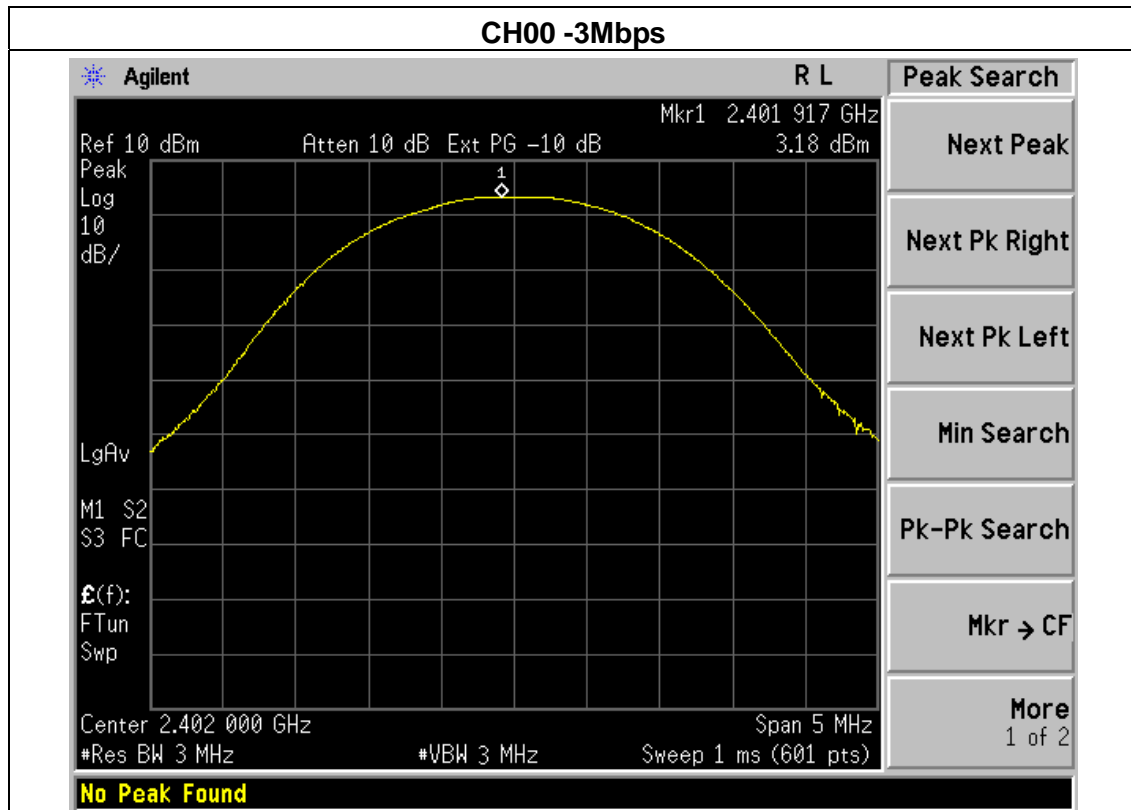 CH00 -3Mbps
Agilent R L Peak Search
Mkr1 2.401 917 GHz
Ref 10 dBm Atten 10 dB Ext PG -10 dB 3.18 dBm
Peak
Log
10
dB/
1
LgAv
M1 S2
S3 FC
£(f):
FTun
Swp
Center 2.402 000 GHz Span 5 MHz
#Res BW 3 MHz #VBW 3 MHz Sweep 1 ms (601 pts)
No Peak Found
Next Peak
Next Pk Right
Next Pk Left
Min Search
Pk-Pk Search
Mkr → CF
More
1 of 2